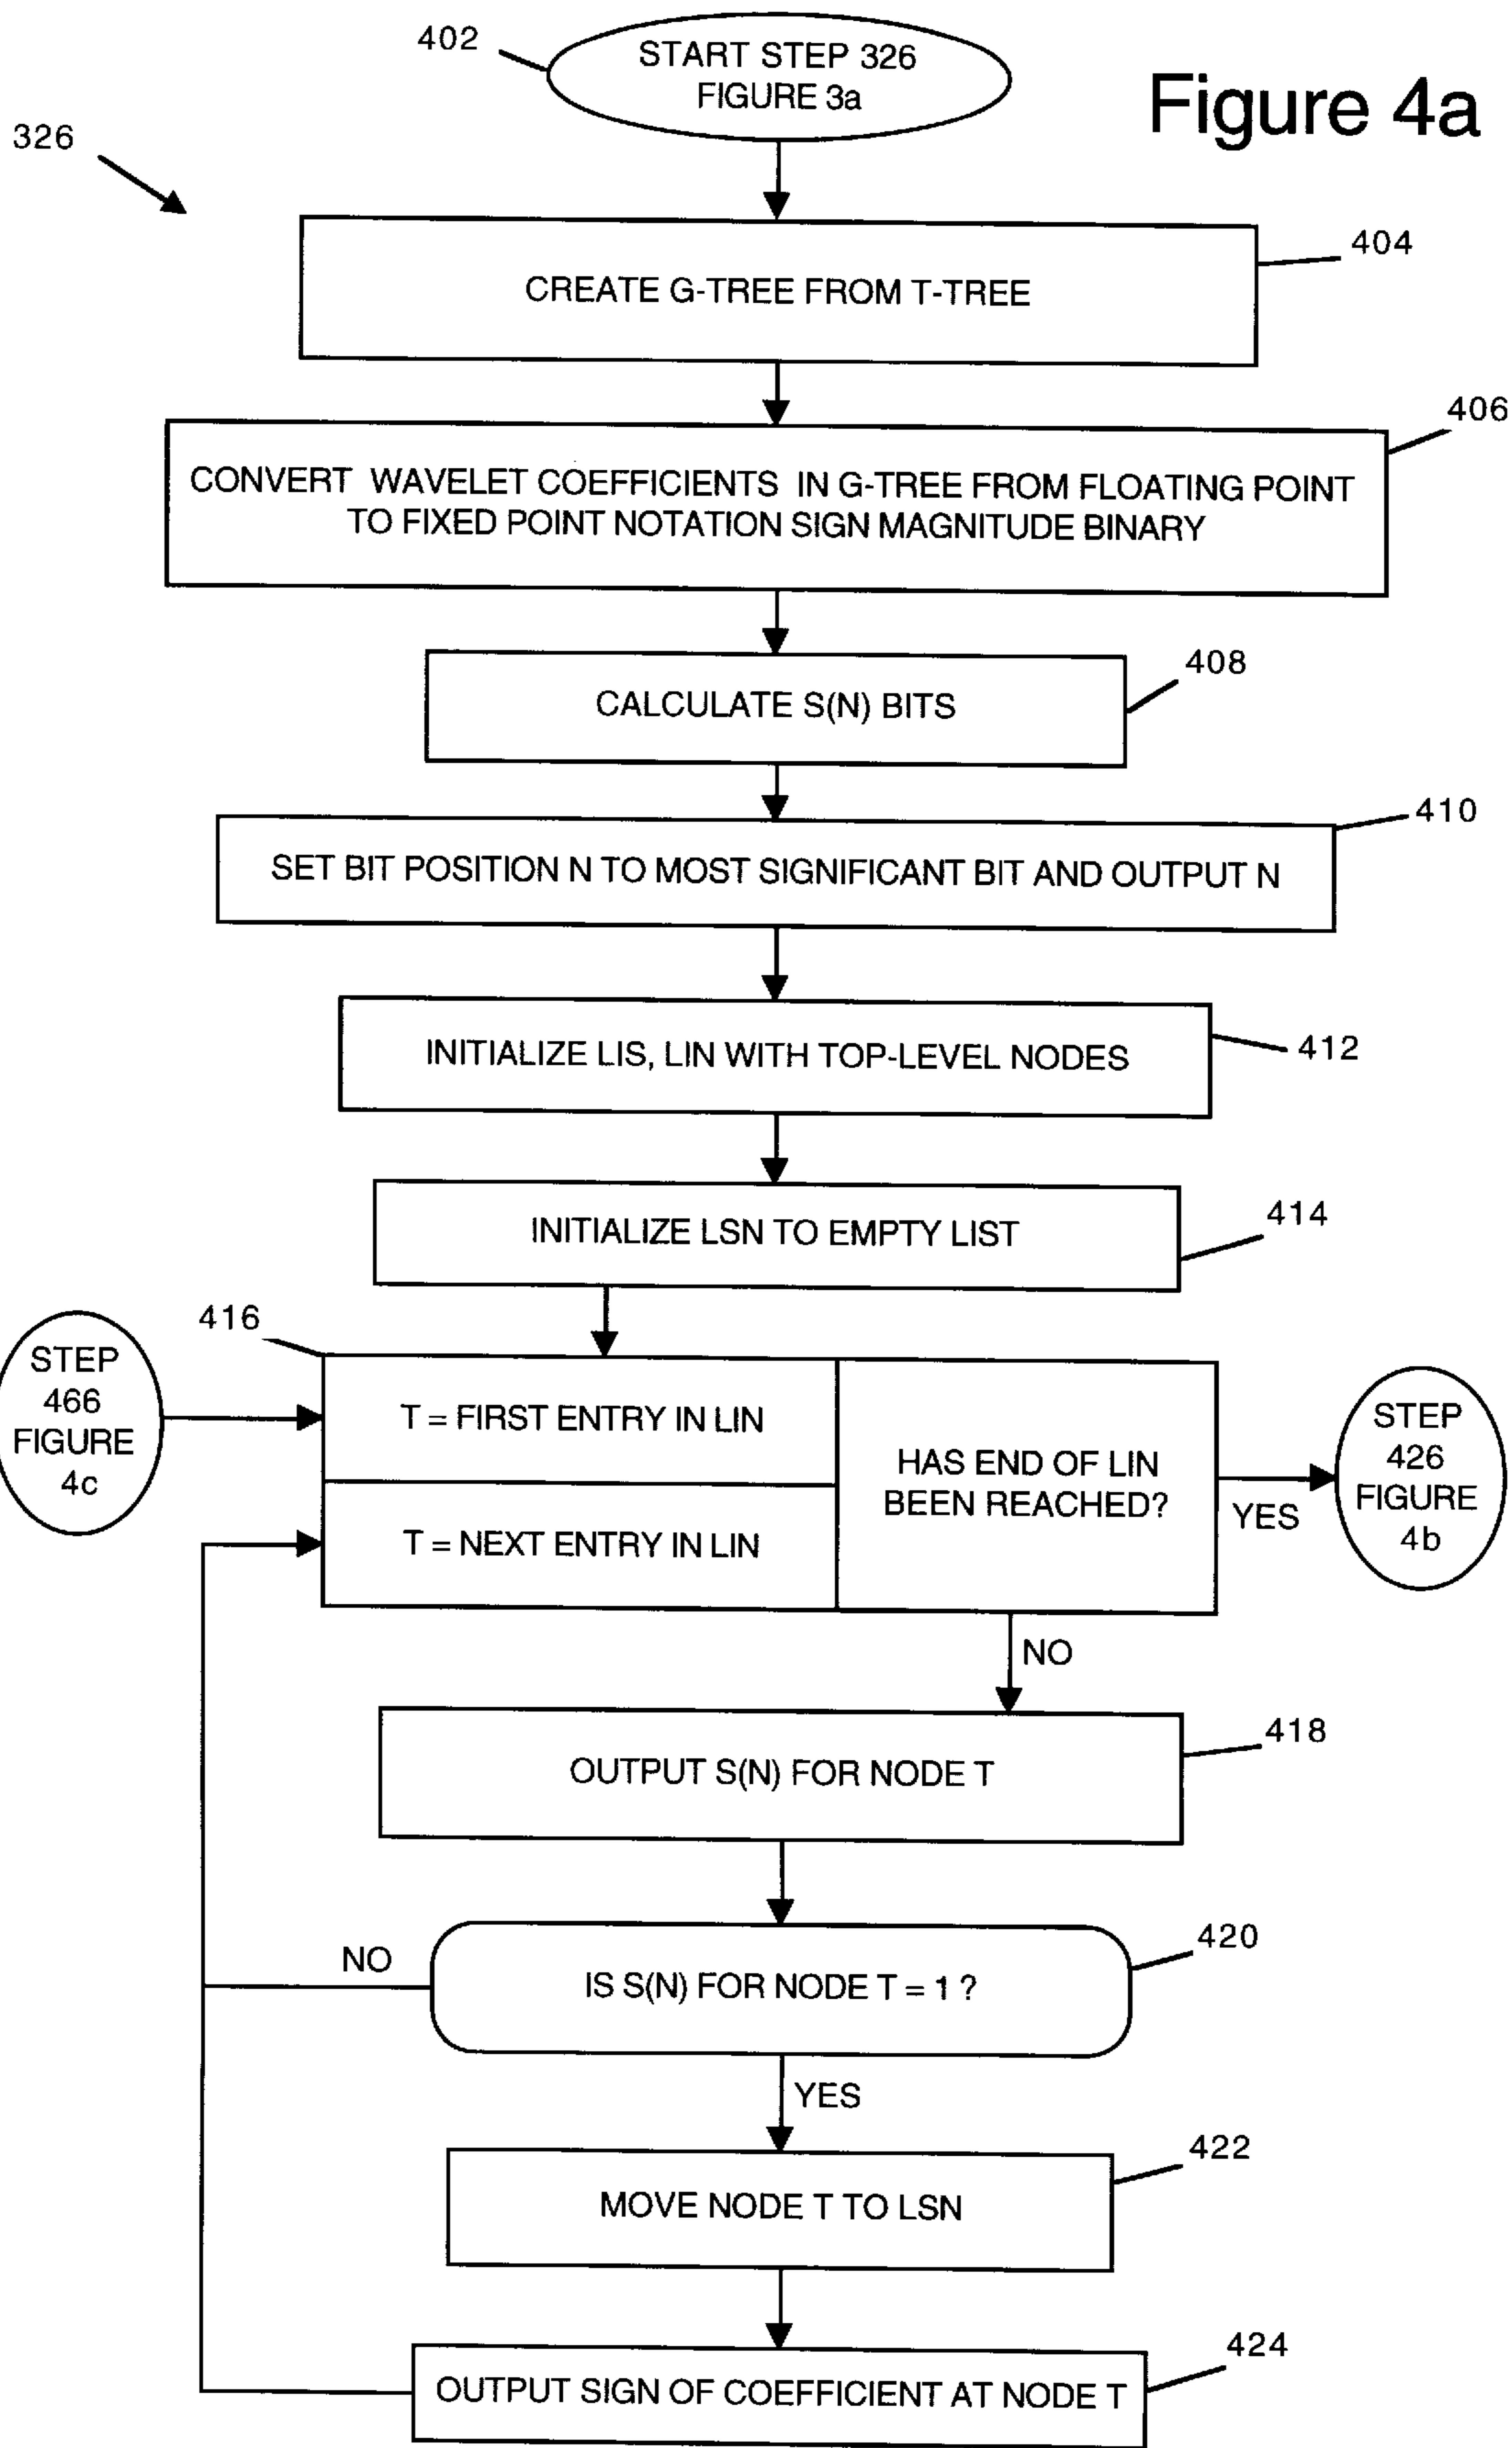 402
START STEP 326
FIGURE 3a
Figure 4a
326
404
CREATE G-TREE FROM T-TREE
406
CONVERT WAVELET COEFFICIENTS IN G-TREE FROM FLOATING POINT
TO FIXED POINT NOTATION SIGN MAGNITUDE BINARY
408
CALCULATE S(N) BITS
410
SET BIT POSITION N TO MOST SIGNIFICANT BIT AND OUTPUT N
INITIALIZE LIS, LIN WITH TOP-LEVEL NODES
412
414
INITIALIZE LSN TO EMPTY LIST
416
STEP
466
FIGURE
4c
T = FIRST ENTRY IN LIN
T = NEXT ENTRY IN LIN
HAS END OF LIN
BEEN REACHED?
YES
STEP
426
FIGURE
4b
NO
418
OUTPUT S(N) FOR NODE T
420
NO
IS S(N) FOR NODE T = 1 ?
YES
422
MOVE NODE T TO LSN
424
OUTPUT SIGN OF COEFFICIENT AT NODE T